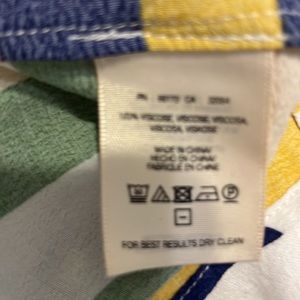 100% VISCOSE, VISCOSE, VISCOSE,
VISCOSA, VISKOSE
MADE IN CHINA/
HECHO EN CHINA/
FABRIQUÉ EN CHINE
FOR BEST RESULTS DRY CLEAN